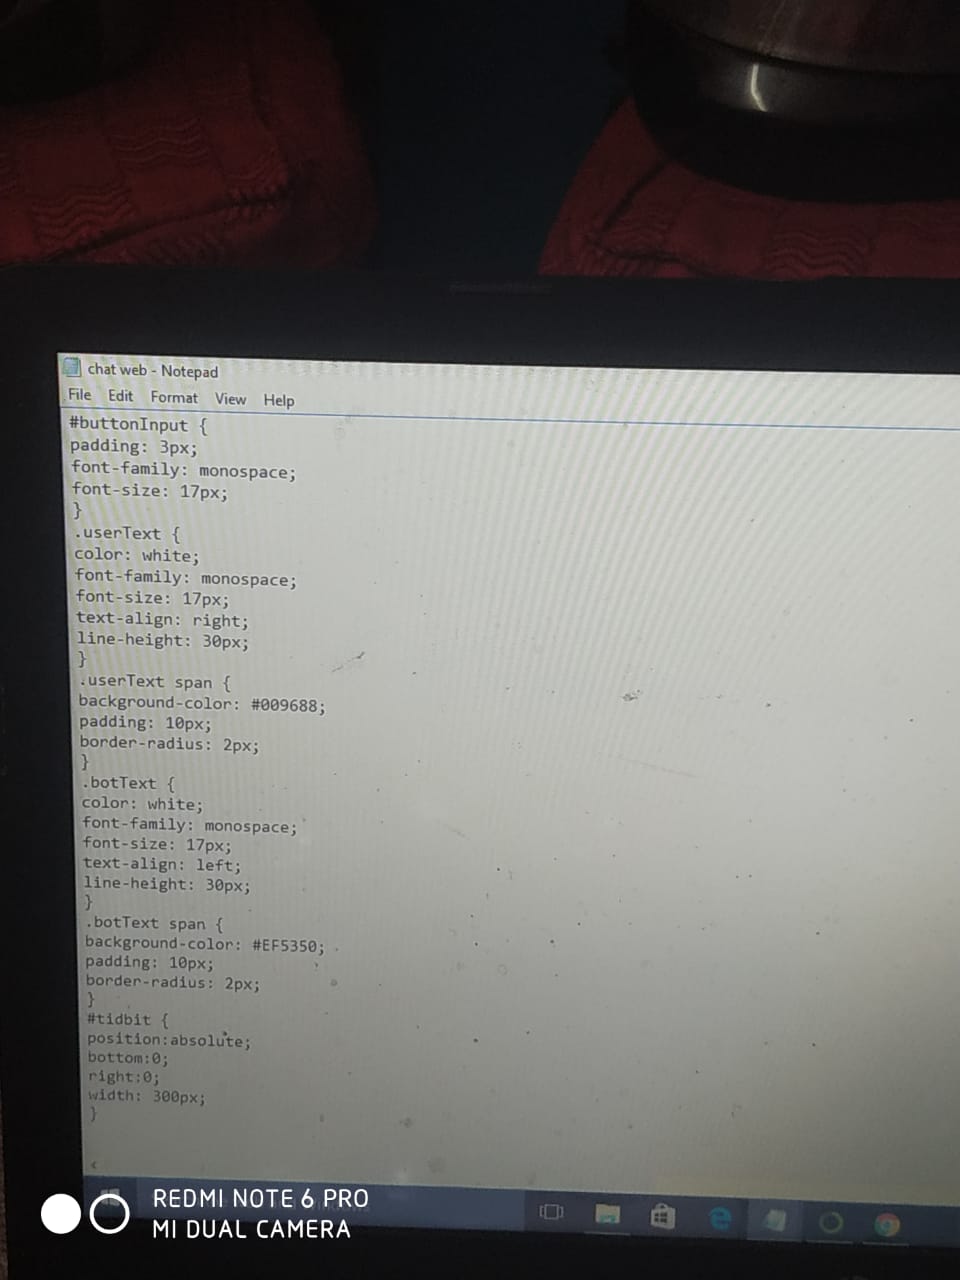 chat web - Notepad
File Edit Format View Help
#buttonInput {
padding: 3px;
font-family: monospace;
font-size: 17px;
}
.userText {
color: white;
font-family: monospace;
font-size: 17px;
text-align: right;
line-height: 30px;
}
.userText span {
background-color: #009688;
padding: 10px;
border-radius: 2px;
}
.botText {
color: white;
font-family: monospace;
font-size: 17px;
text-align: left;
line-height: 30px;
}
.botText span {
background-color: #EF5350;
padding: 10px;
border-radius: 2px;
}
#tidbit {
position:absolute;
bottom:0;
right:0;
width: 300px;
}
REDMI NOTE 6 PRO
MI DUAL CAMERA